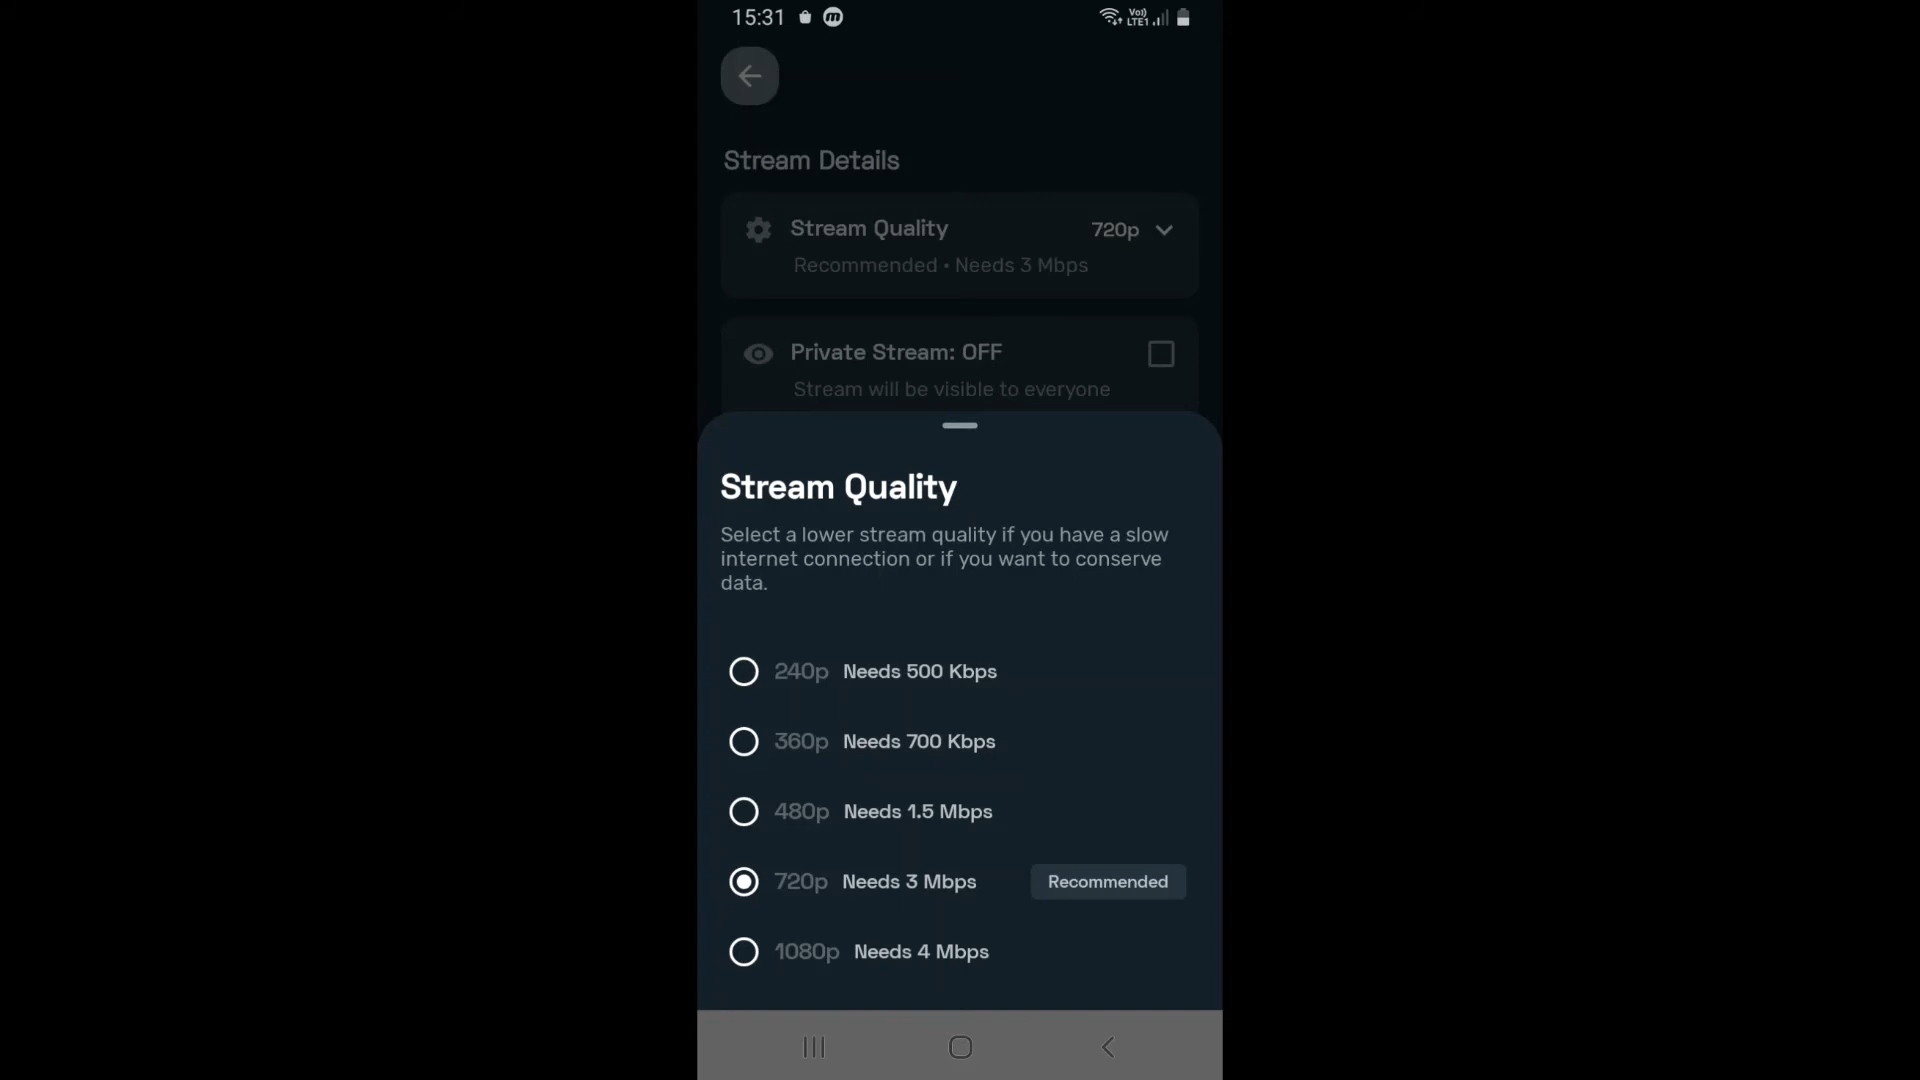 15:31
Vo)) LTE1
Stream Details
Stream Quality 720p
Recommended • Needs 3 Mbps
Private Stream: OFF
Stream will be visible to everyone
Stream Quality
Select a lower stream quality if you have a slow
internet connection or if you want to conserve
data.
240p Needs 500 Kbps
360p Needs 700 Kbps
480p Needs 1.5 Mbps
720p Needs 3 Mbps Recommended
1080p Needs 4 Mbps